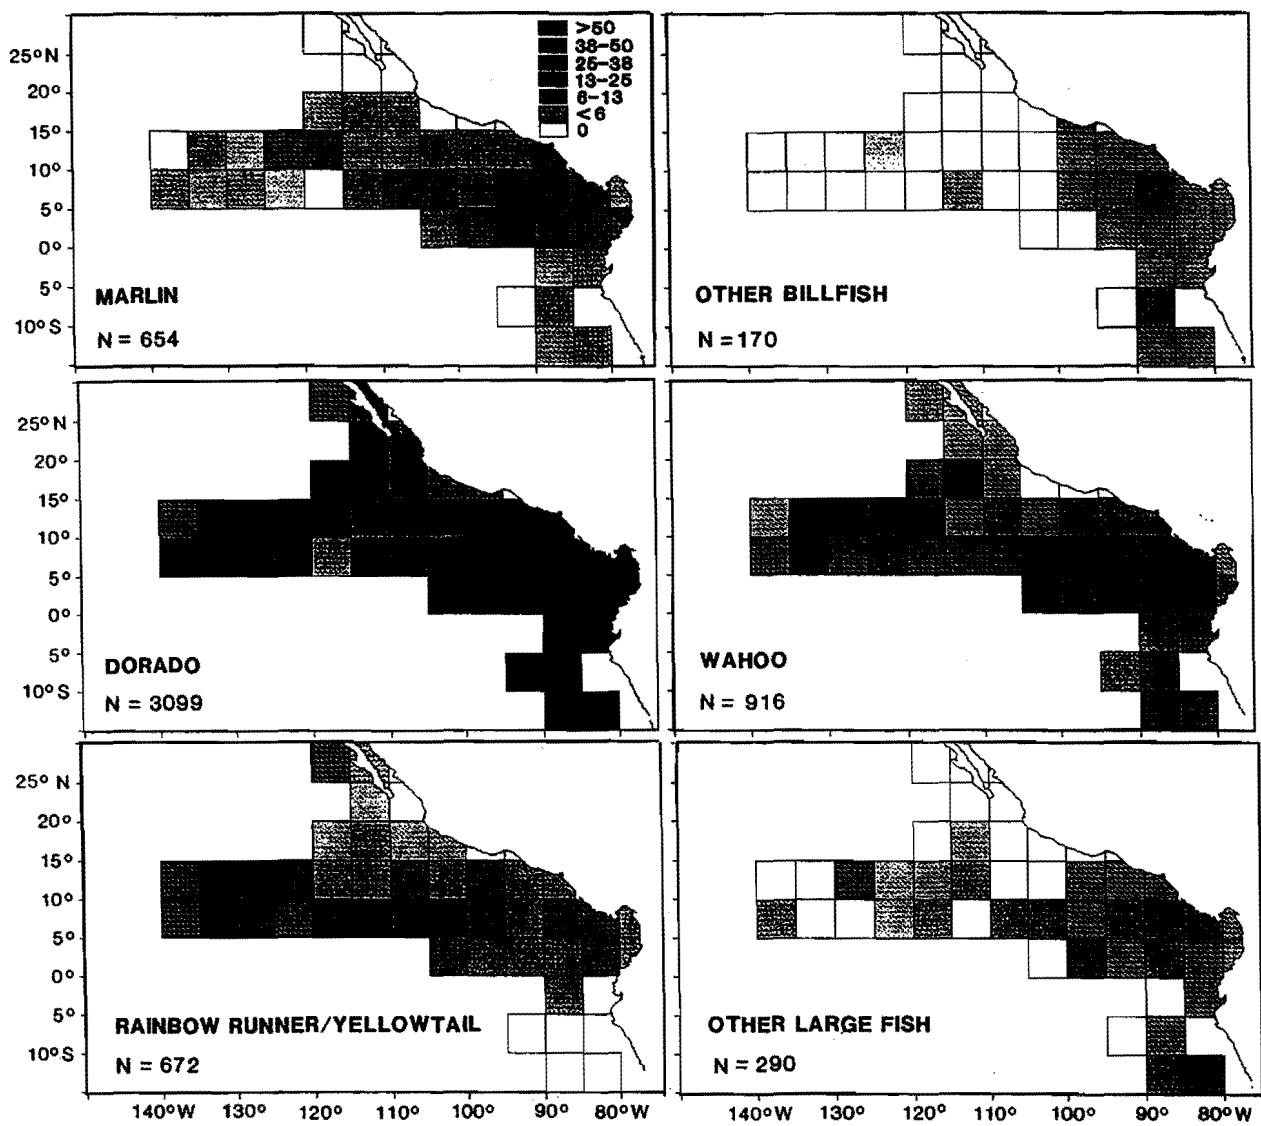 >50
38-50
25-38
13-25
6-13
<6
0
25° N
20°
15°
10°
5°
0°
5°
10° S
MARLIN
N = 654
OTHER BILLFISH
N = 170
25° N
20°
15°
10°
5°
0°
5°
10° S
DORADO
N = 3099
WAHOO
N = 916
25° N
20°
15°
10°
5°
0°
5°
10° S
RAINBOW RUNNER/YELLOWTAIL
N = 672
OTHER LARGE FISH
N = 290
140°W 130° 120° 110° 100° 90° 80°W
140°W 130° 120° 110° 100° 90° 80°W